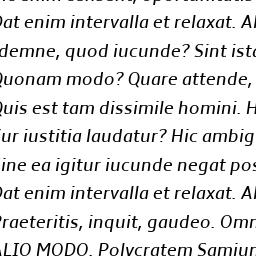 Dat enim intervalla et relaxat. Al
demne, quod iucunde? Sint ista
Quonam modo? Quare attende,
Quis est tam dissimile homini. H
Cur iustitia laudatur? Hic ambig
Sine ea igitur iucunde negat pos
Dat enim intervalla et relaxat. Al
Praeteritis, inquit, gaudeo. Omn
ALIO MODO. Polycratem Samium